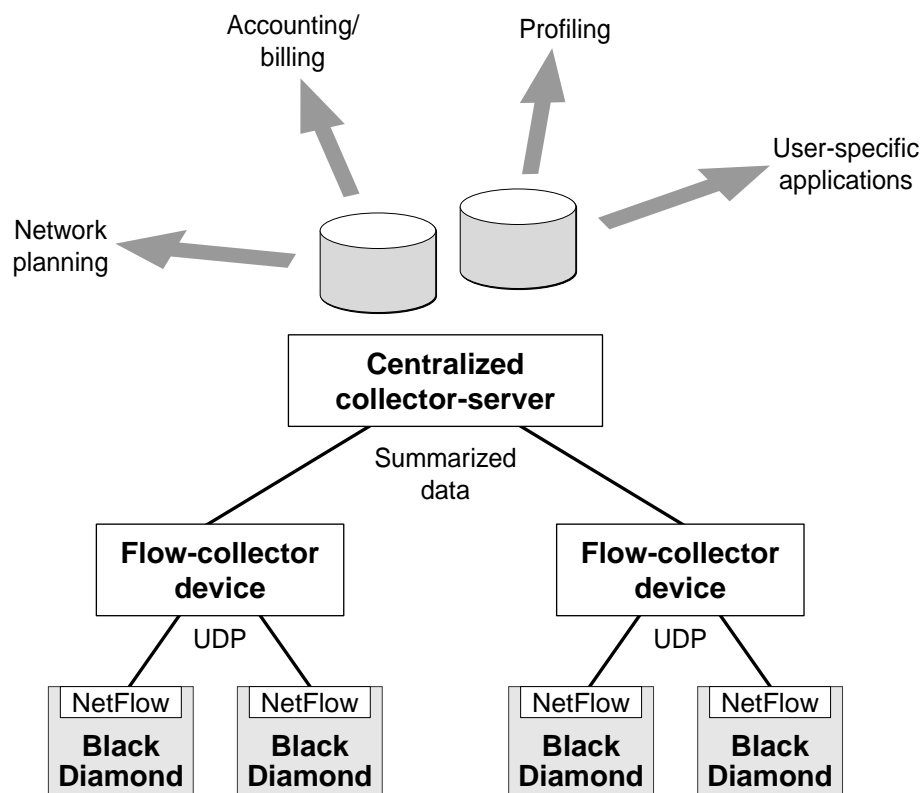 Accounting/
billing
Profiling
User-specific
applications
Network
planning
Centralized
collector-server
Summarized
data
Flow-collector
device
Flow-collector
device
UDP
UDP
NetFlow
NetFlow
NetFlow
NetFlow
Black
Diamond
Black
Diamond
Black
Diamond
Black
Diamond